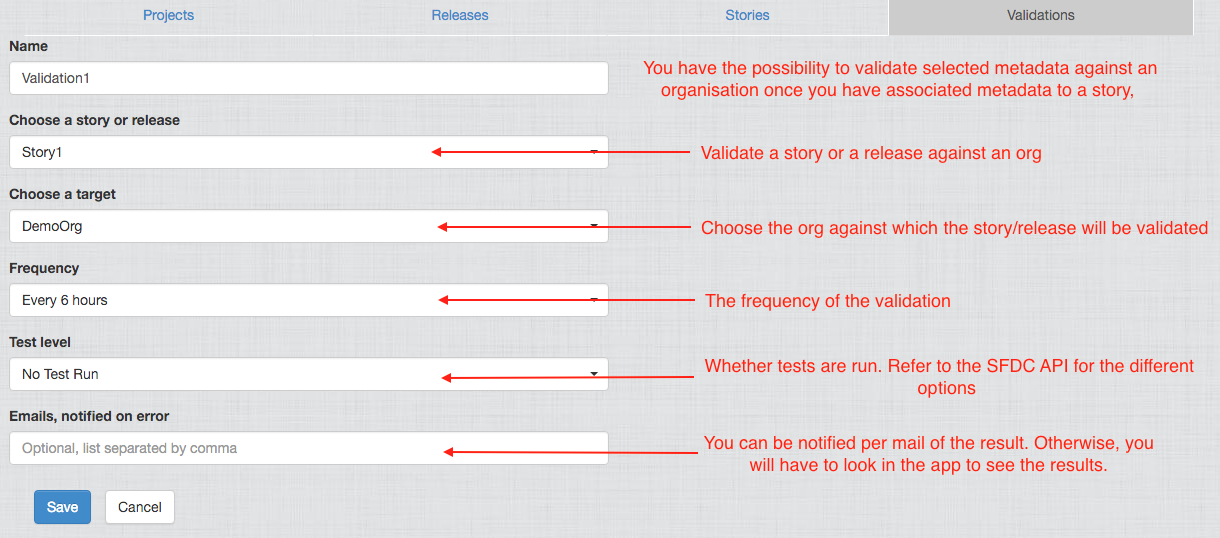 Projects
Releases
Stories
Validations
Name
Validation1
You have the possibility to validate selected metadata against an
organisation once you have associated metadata to a story,
Choose a story or release
Story1
Validate a story or a release against an org
Choose a target
DemoOrg
Choose the org against which the story/release will be validated
Frequency
Every 6 hours
The frequency of the validation
Test level
No Test Run
Whether tests are run. Refer to the SFDC API for the different
options
Emails, notified on error
Optional, list separated by comma
You can be notified per mail of the result. Otherwise, you
will have to look in the app to see the results.
Save
Cancel